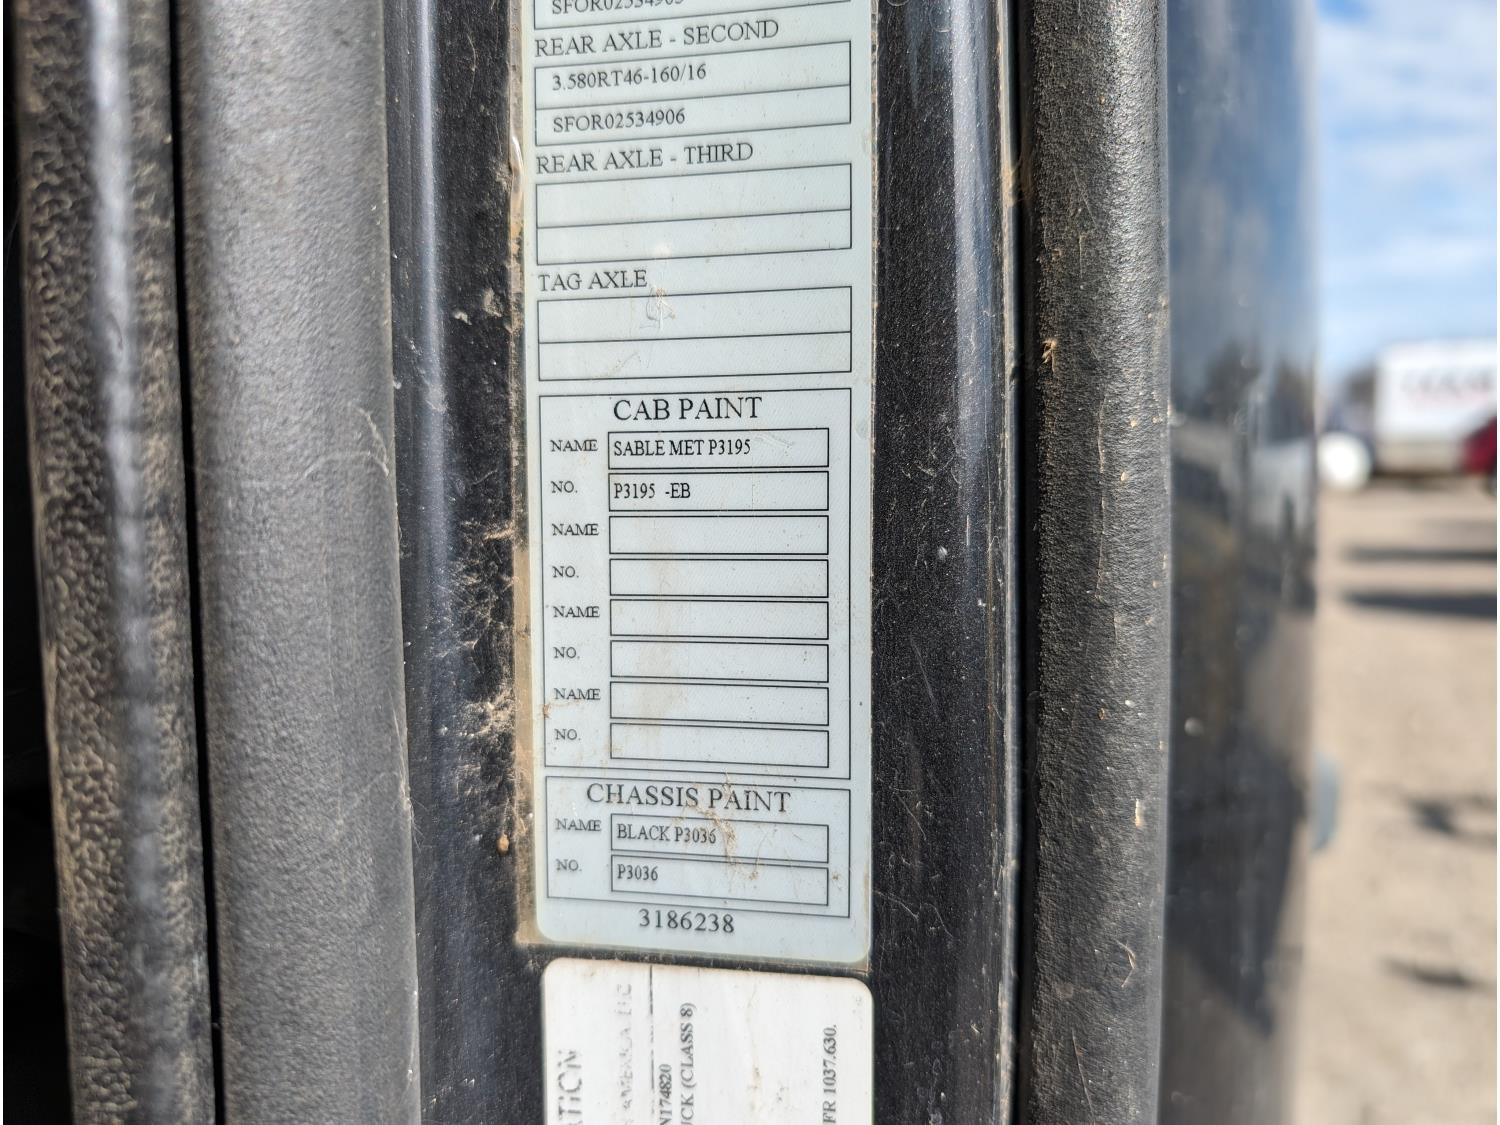 SFOR02534905
REAR AXLE - SECOND
3.580RT46-160/16
SFOR02534906
REAR AXLE - THIRD
TAG AXLE
CAB PAINT
NAME SABLE MET P3195
NO. P3195 -EB
NAME
NO.
NAME
NO.
NAME
NO.
CHASSIS PAINT
NAME BLACK P3036
NO. P3036
3186238
N174820
UCK (CLASS 8)
FR 1037.630.